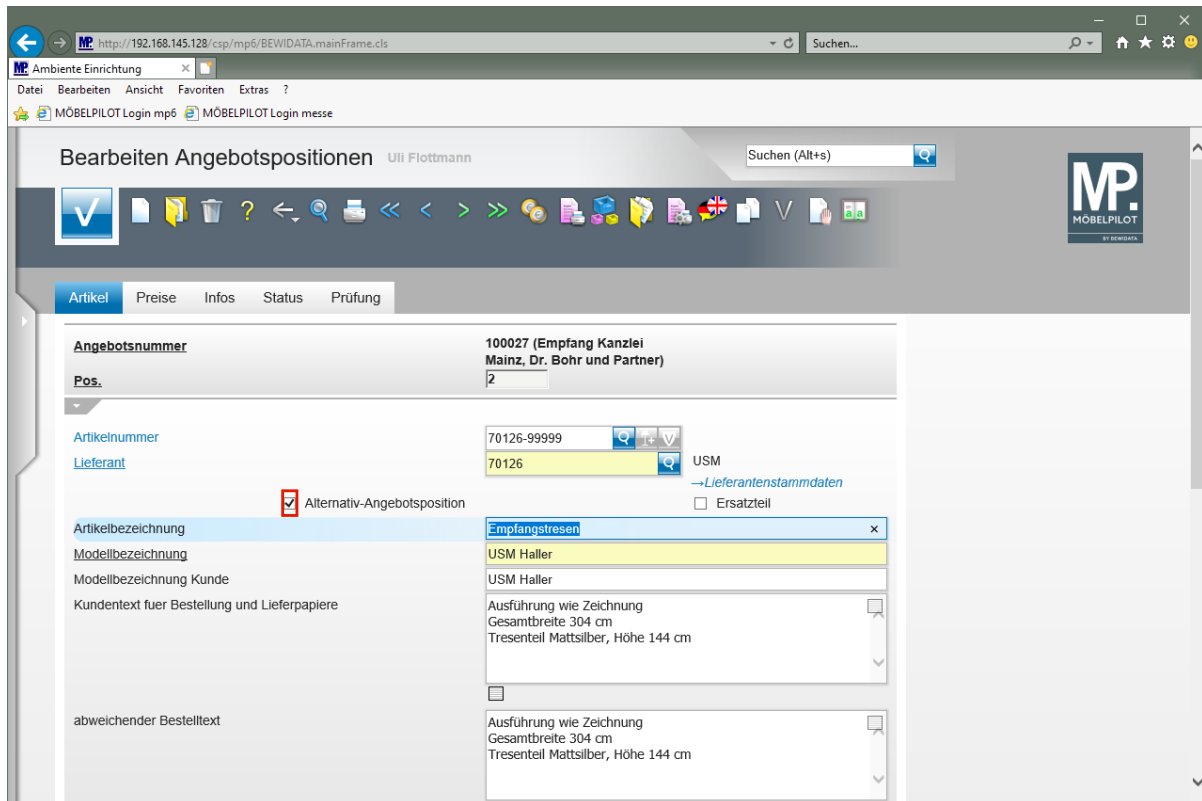 http://192.168.145.128/csp/mp6/BEWIDATA.mainFrame.cls
Suchen...
MP. Ambiente Einrichtung
Datei Bearbeiten Ansicht Favoriten Extras ?
MÖBELPILOT Login mp6 MÖBELPILOT Login messe
Bearbeiten Angebotspositionen Uli Flottmann
Suchen (Alt+s)
MP.
MÖBELPILOT
BY BEWIDATA
Artikel Preise Infos Status Prüfung
Angebotsnummer
100027 (Empfang Kanzlei
Mainz, Dr. Bohr und Partner)
Pos.
2
Artikelnummer
70126-99999
Lieferant
70126
USM
→Lieferantenstammdaten
Alternativ-Angebotsposition
Ersatzteil
Artikelbezeichnung
Empfangstresen
Modellbezeichnung
USM Haller
Modellbezeichnung Kunde
USM Haller
Kundentext fuer Bestellung und Lieferpapiere
Ausführung wie Zeichnung
Gesamtbreite 304 cm
Tresenteil Mattsilber, Höhe 144 cm
abweichender Bestelltext
Ausführung wie Zeichnung
Gesamtbreite 304 cm
Tresenteil Mattsilber, Höhe 144 cm